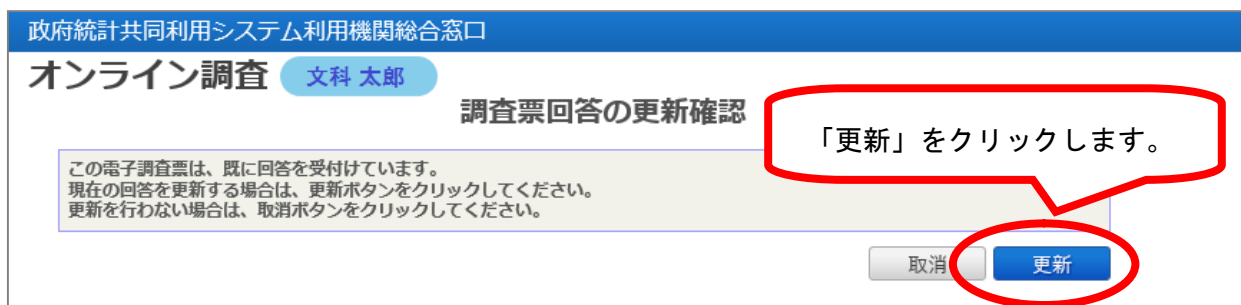 政府統計共同利用システム利用機関総合窓口
オンライン調査 文科 太郎
調査票回答の更新確認
「更新」をクリックします。
この電子調査票は、既に回答を受付けています。
現在の回答を更新する場合は、更新ボタンをクリックしてください。
更新を行わない場合は、取消ボタンをクリックしてください。
取消 更新